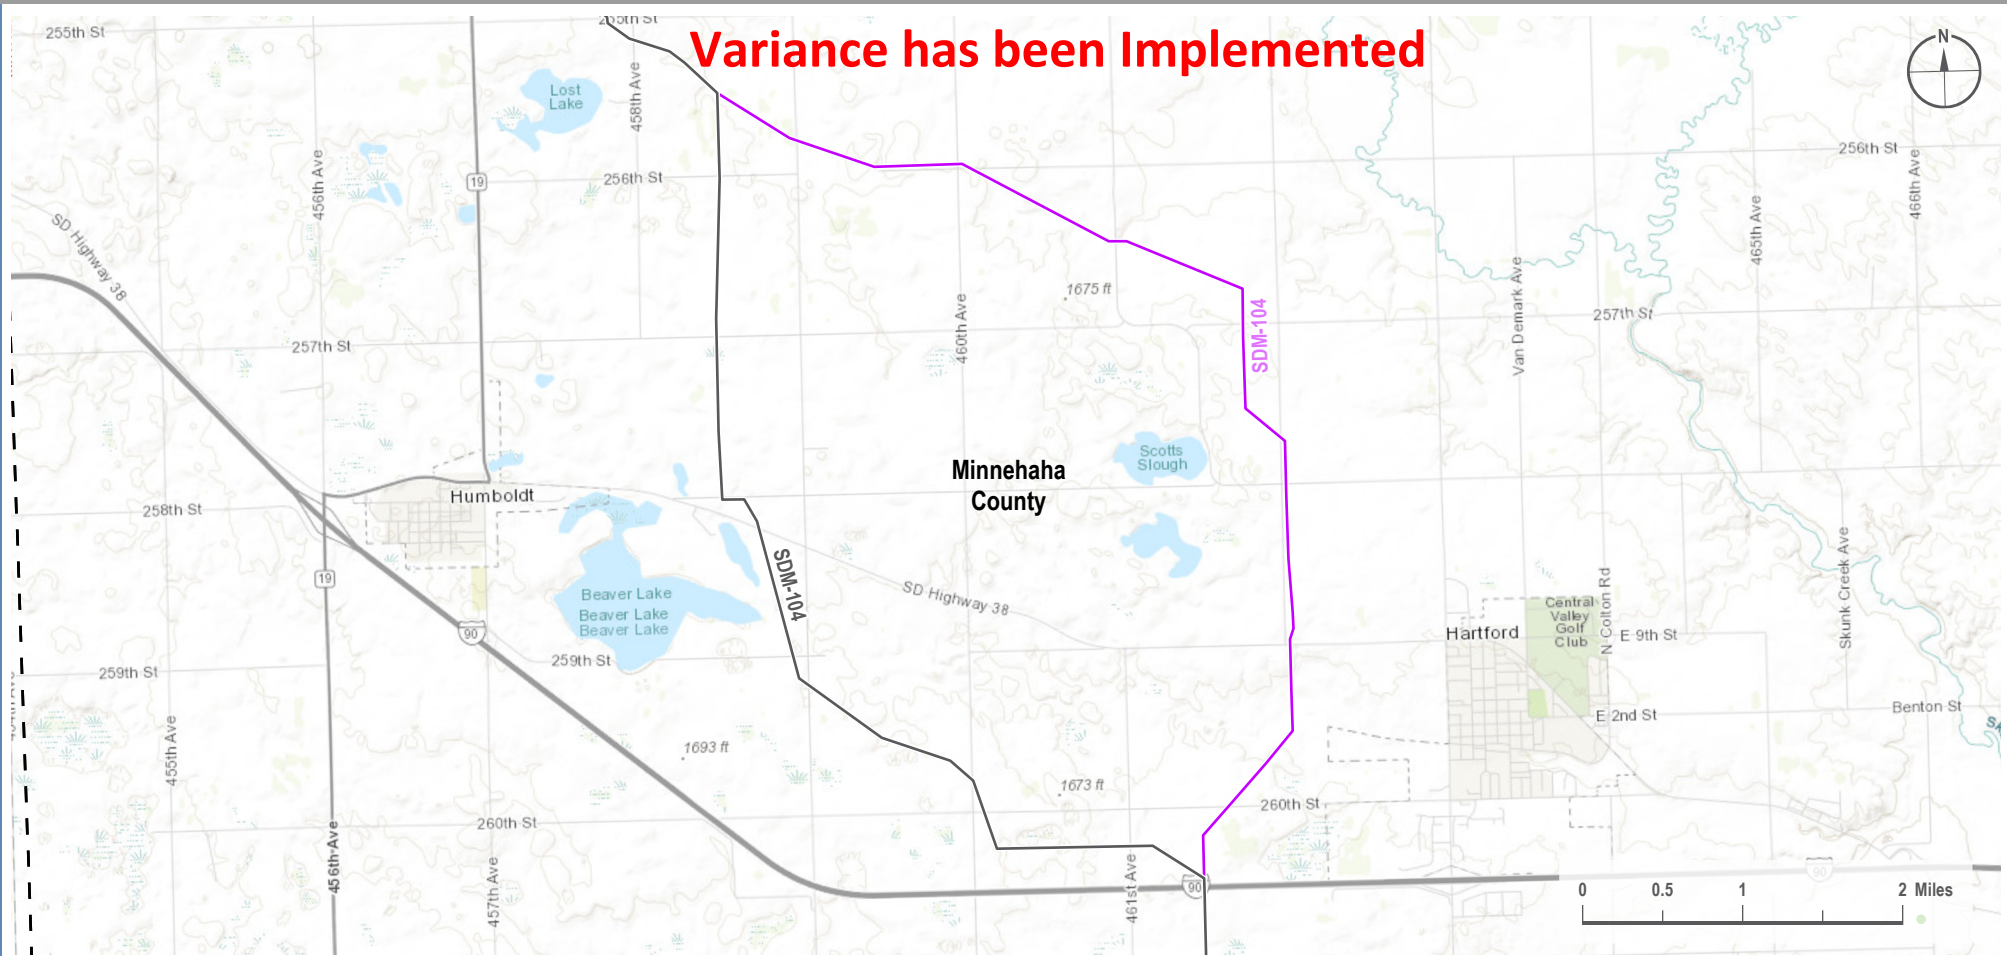 255th St
255th St
Variance has been Implemented
N
Lost
Lake
458th Ave
456th Ave
19
256th St
256th St
466th Ave
465th Ave
SD Highway 38
1675 ft
257th St
Van Demark Ave
460th Ave
SDM-104
257th St
Scotts
Slough
Minnehaha
County
Humboldt
258th St
SDM-104
19
SD Highway 38
Beaver Lake
Beaver Lake
Beaver Lake
90
Central
Valley
Golf
Club
N Colton Rd
Skunk Creek Ave
Hartford
E 9th St
259th St
259th St
E 2nd St
Benton St
455th Ave
1693 ft
1673 ft
260th St
260th St
456th Ave
457th Ave
461st Ave
90
90
0 0.5 1 2 Miles